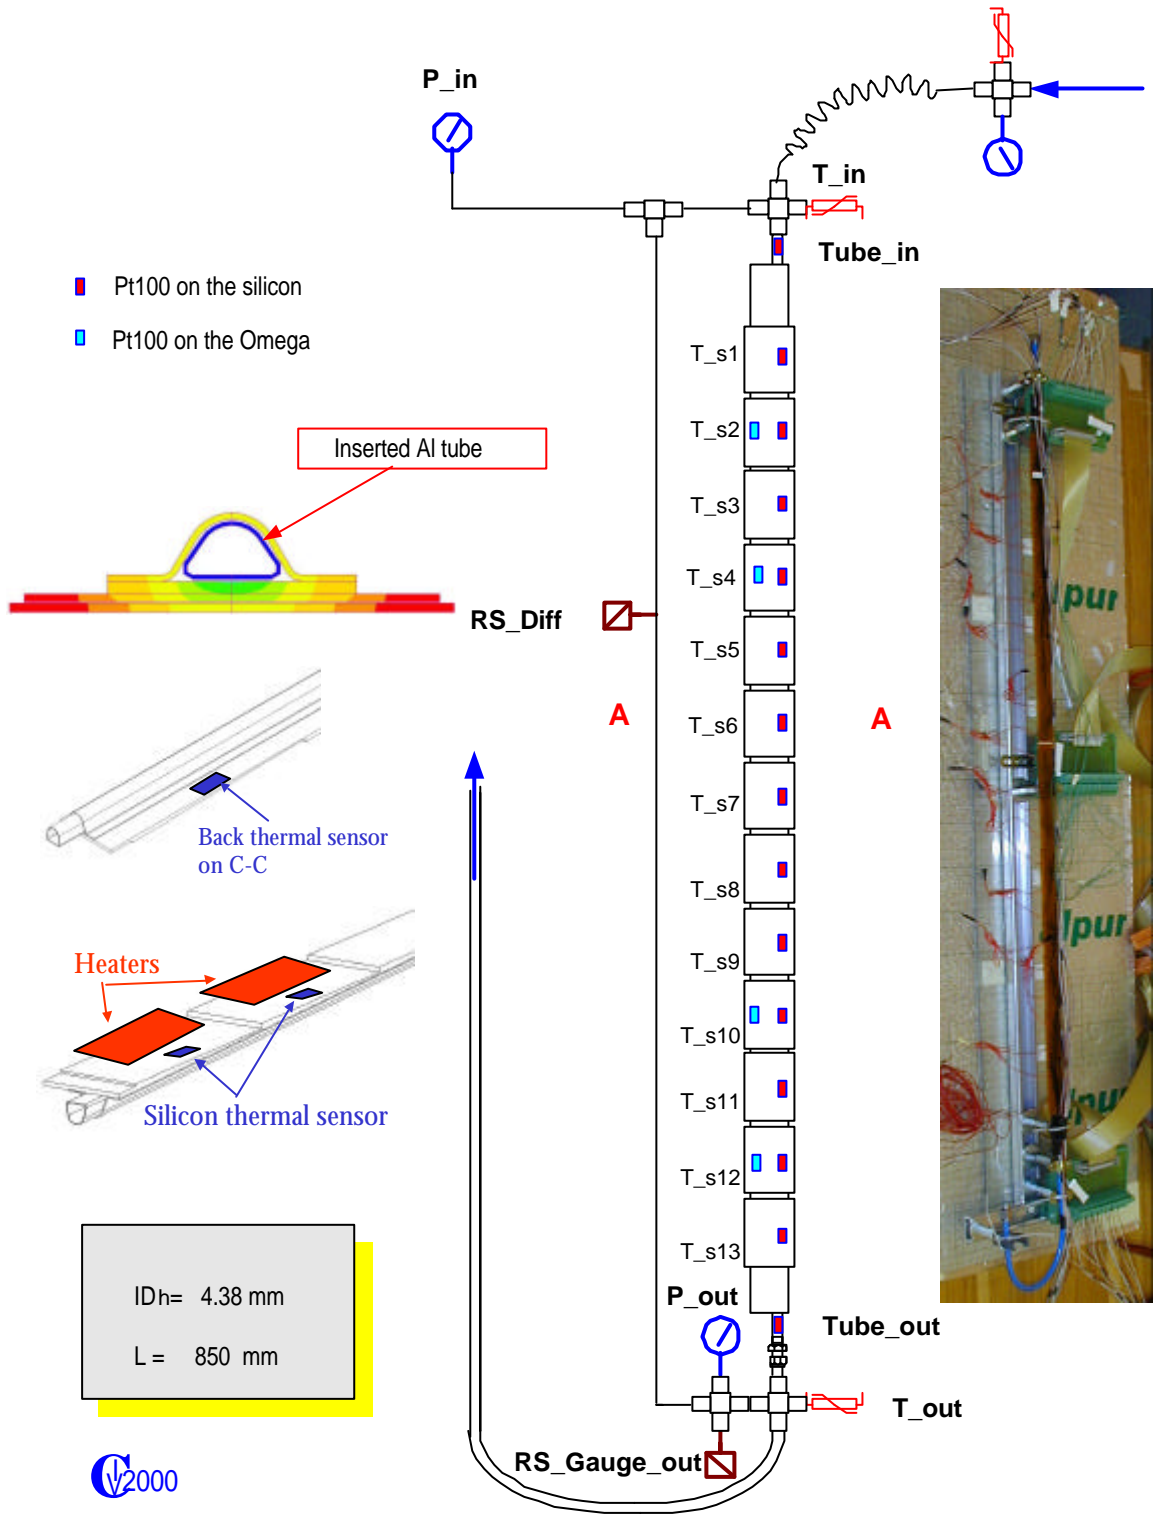 P_in
T_in
Tube_in
Pt100 on the silicon
Pt100 on the Omega
T_s1
T_s2
Inserted Al tube
T_s3
T_s4
RS_Diff
T_s5
A
A
T_s6
T_s7
Back thermal sensor
on C-C
T_s8
T_s9
Heaters
T_s10
T_s11
Silicon thermal sensor
T_s12
T_s13
IDh= 4.38 mm
L = 850 mm
P_out
Tube_out
T_out
RS_Gauge_out
2000
lpur
lpur